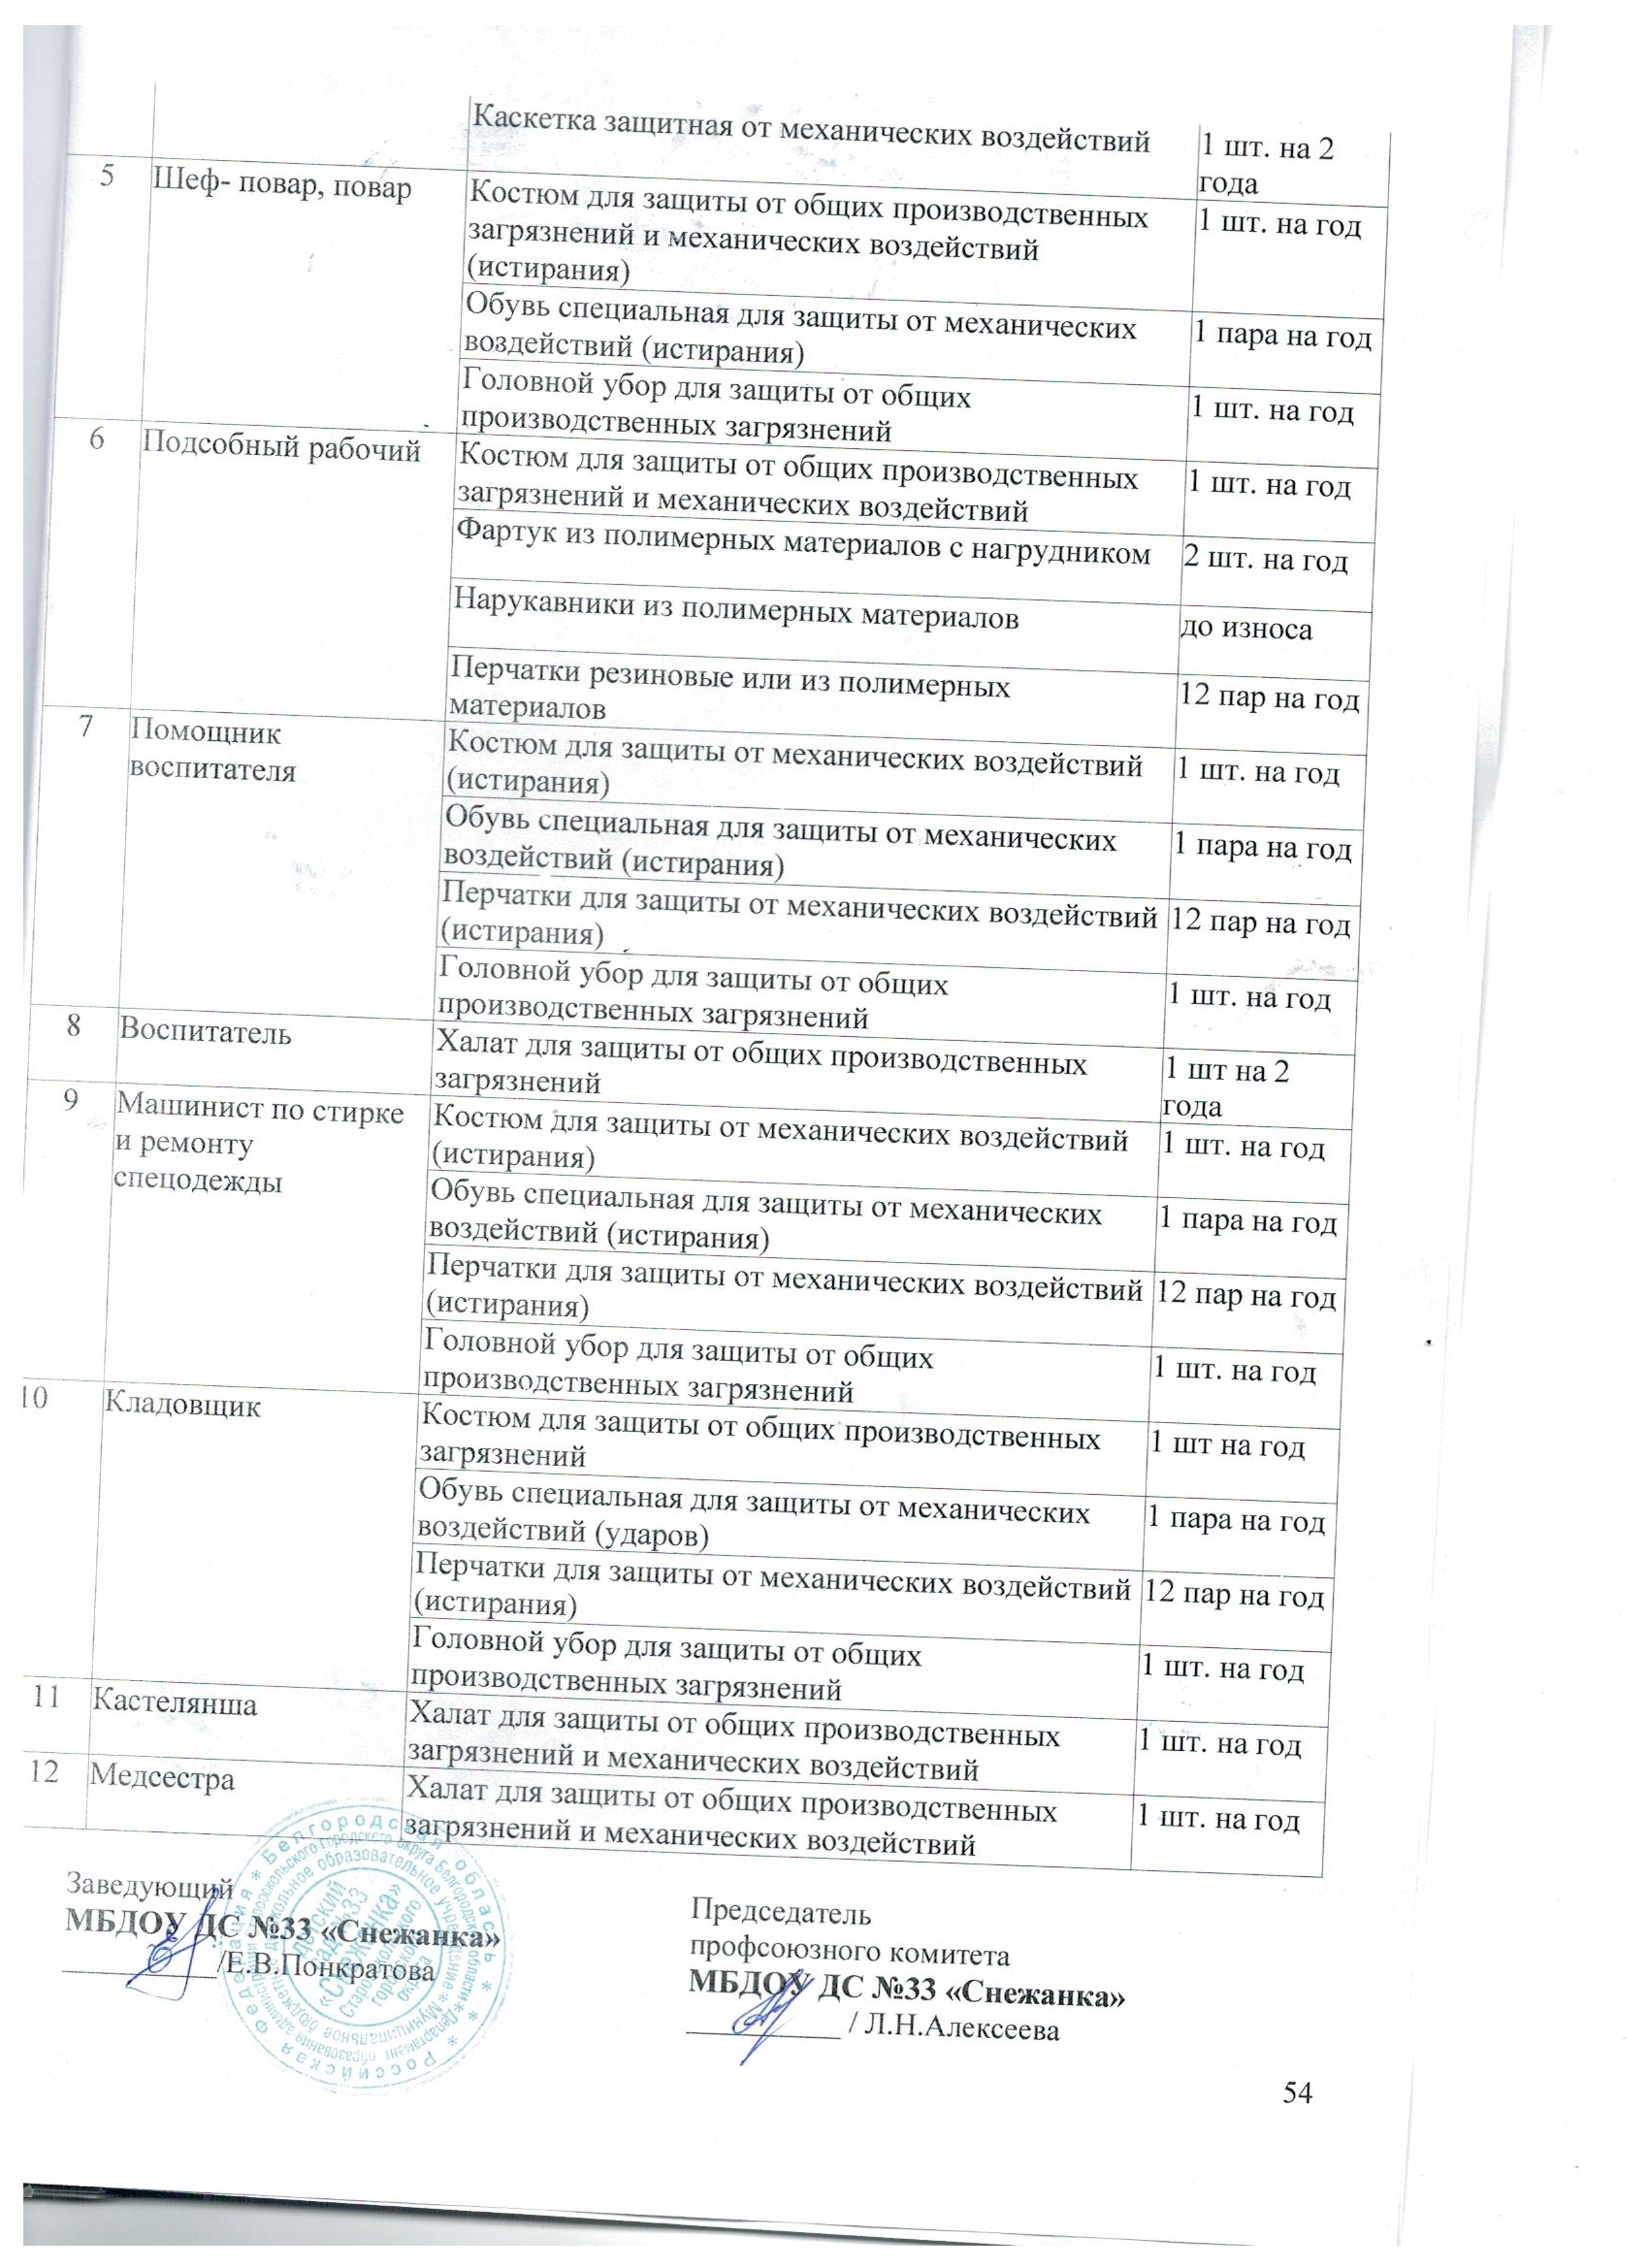 Каскетка защитная от механических воздействий
1 шт. на 2
года
5
Шеф- повар, повар
Костюм для защиты от общих производственных
загрязнений и механических воздействий
(истирания)
1 шт. на год
Обувь специальная для защиты от механических
воздействий (истирания)
1 пара на год
Головной убор для защиты от общих
производственных загрязнений
1 шт. на год
6
Подсобный рабочий
Костюм для защиты от общих производственных
загрязнений и механических воздействий
1 шт. на год
Фартук из полимерных материалов с нагрудником
2 шт. на год
Нарукавники из полимерных материалов
до износа
Перчатки резиновые или из полимерных
материалов
12 пар на год
7
Помощник
воспитателя
Костюм для защиты от механических воздействий
(истирания)
1 шт. на год
Обувь специальная для защиты от механических
воздействий (истирания)
1 пара на год
Перчатки для защиты от механических воздействий
(истирания)
12 пар на год
Головной убор для защиты от общих
производственных загрязнений
1 шт. на год
8
Воспитатель
Халат для защиты от общих производственных
загрязнений
1 шт на 2
года
9
Машинист по стирке
и ремонту
спецодежды
Костюм для защиты от механических воздействий
(истирания)
1 шт. на год
Обувь специальная для защиты от механических
воздействий (истирания)
1 пара на год
Перчатки для защиты от механических воздействий
(истирания)
12 пар на год
Головной убор для защиты от общих
производственных загрязнений
1 шт. на год
10
Кладовщик
Костюм для защиты от общих производственных
загрязнений
1 шт на год
Обувь специальная для защиты от механических
воздействий (ударов)
1 пара на год
Перчатки для защиты от механических воздействий
(истирания)
12 пар на год
Головной убор для защиты от общих
производственных загрязнений
1 шт. на год
11
Кастелянша
Халат для защиты от общих производственных
загрязнений и механических воздействий
1 шт. на год
12
Медсестра
Халат для защиты от общих производственных
загрязнений и механических воздействий
1 шт. на год
Заведующий
МБДОУ ДС №33 «Снежанка»
/Е.В.Понкратова
Российская Федерация * Белгородская область
«Снежанка»
Старооскольского
городского
округа
Председатель
профсоюзного комитета
МБДОУ ДС №33 «Снежанка»
/ Л.Н.Алексеева
54